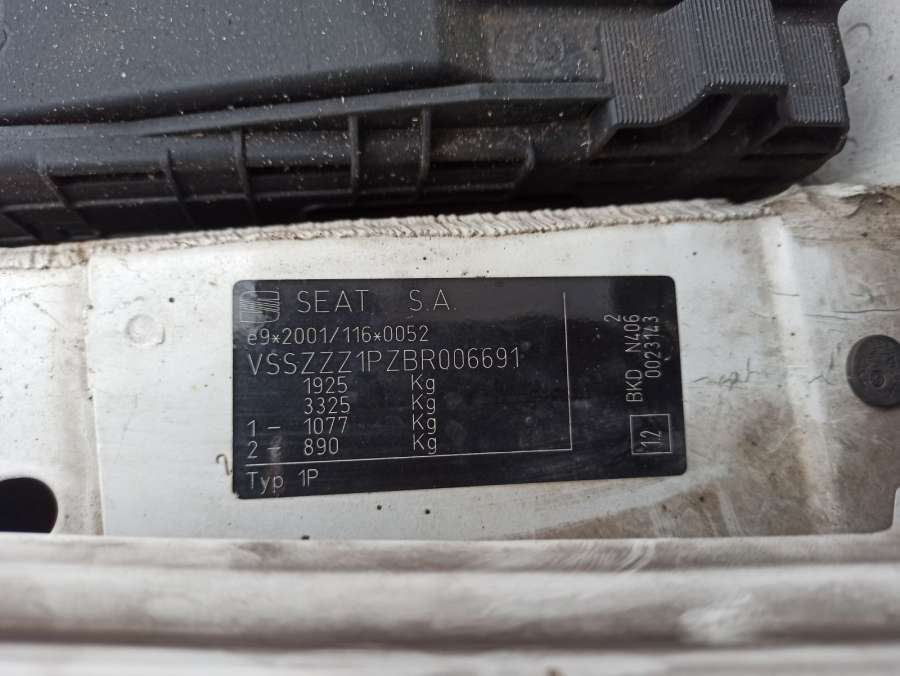 SEAT S.A.
e9*2001/116*0052
VSSZZZ1PZBR006691
1925 Kg
3325 Kg
1 - 1077 Kg
2 - 890 Kg
Typ 1P
BKD N406 2
0023143
12